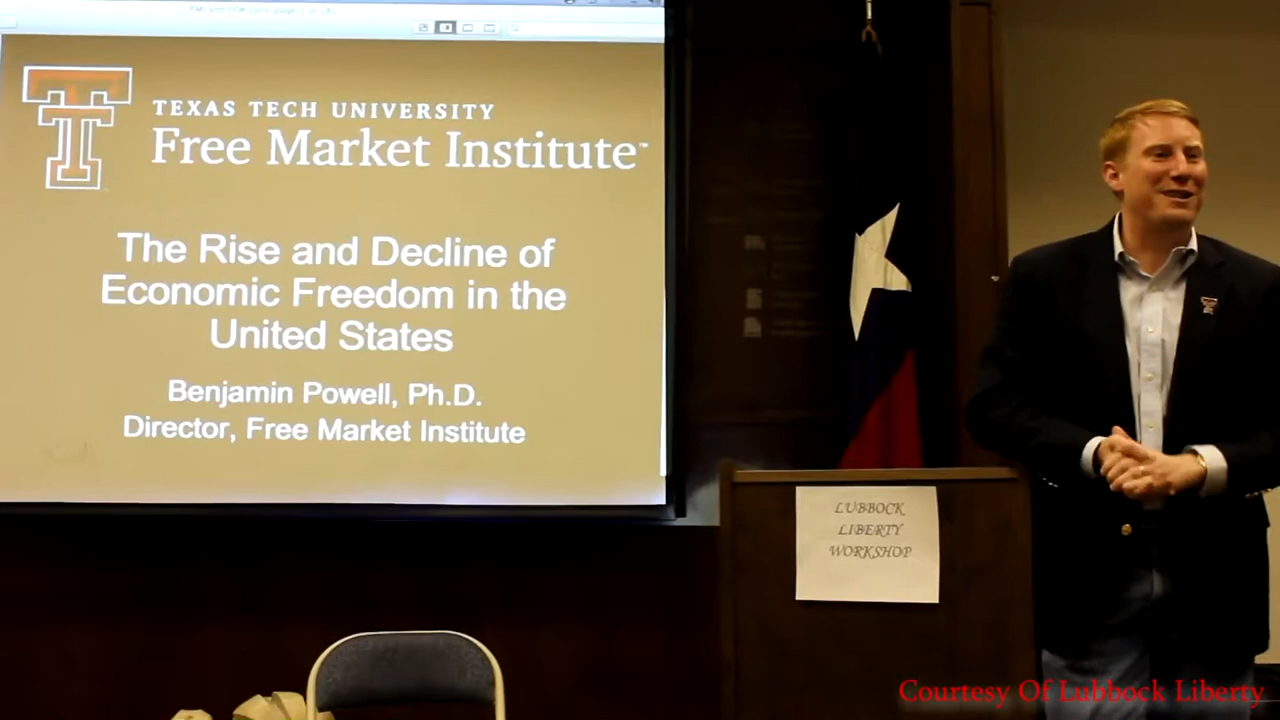 TEXAS TECH UNIVERSITY
Free Market Institute™
The Rise and Decline of
Economic Freedom in the
United States
Benjamin Powell, Ph.D.
Director, Free Market Institute
LUBBOCK
LIBERTY
WORKSHOP
Courtesy Of Lubbock Liberty